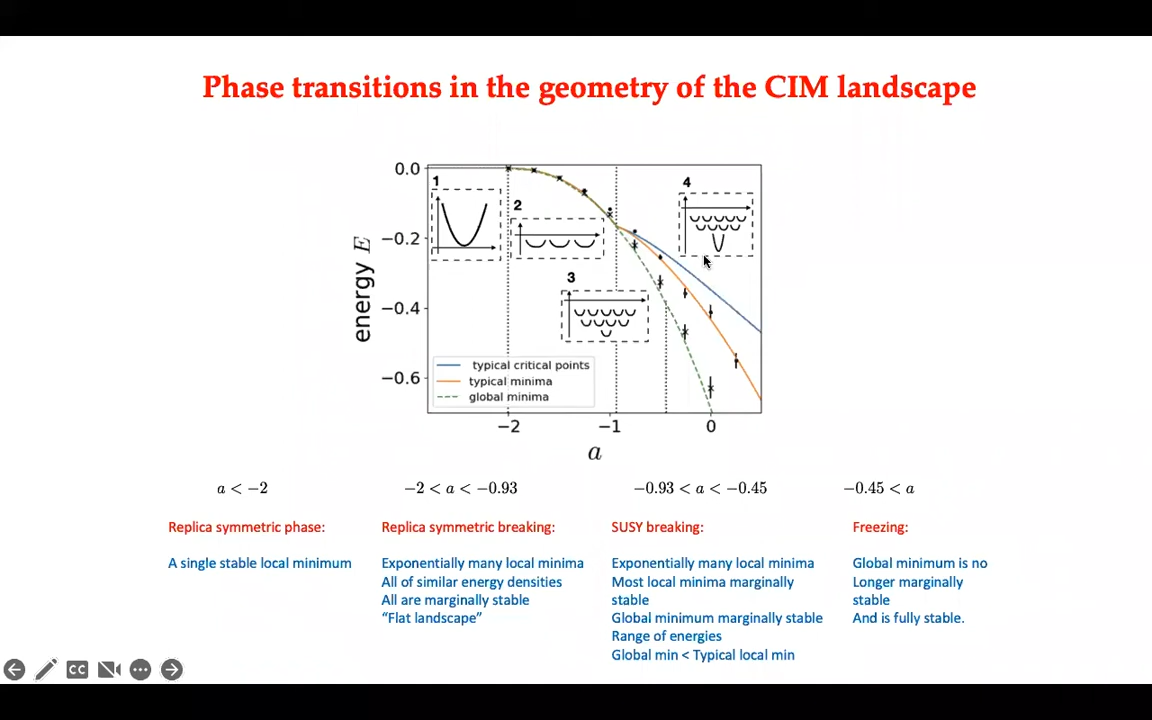 Phase transitions in the geometry of the CIM landscape
0.0
−0.2
−0.4
−0.6
energy E
1
2
3
4
typical critical points
typical minima
global minima
−2
−1
0
a
a < −2
−2 < a < −0.93
−0.93 < a < −0.45
−0.45 < a
Replica symmetric phase:
A single stable local minimum
Replica symmetric breaking:
Exponentially many local minima
All of similar energy densities
All are marginally stable
“Flat landscape”
SUSY breaking:
Exponentially many local minima
Most local minima marginally
stable
Global minimum marginally stable
Range of energies
Global min < Typical local min
Freezing:
Global minimum is no
Longer marginally
stable
And is fully stable.
CC